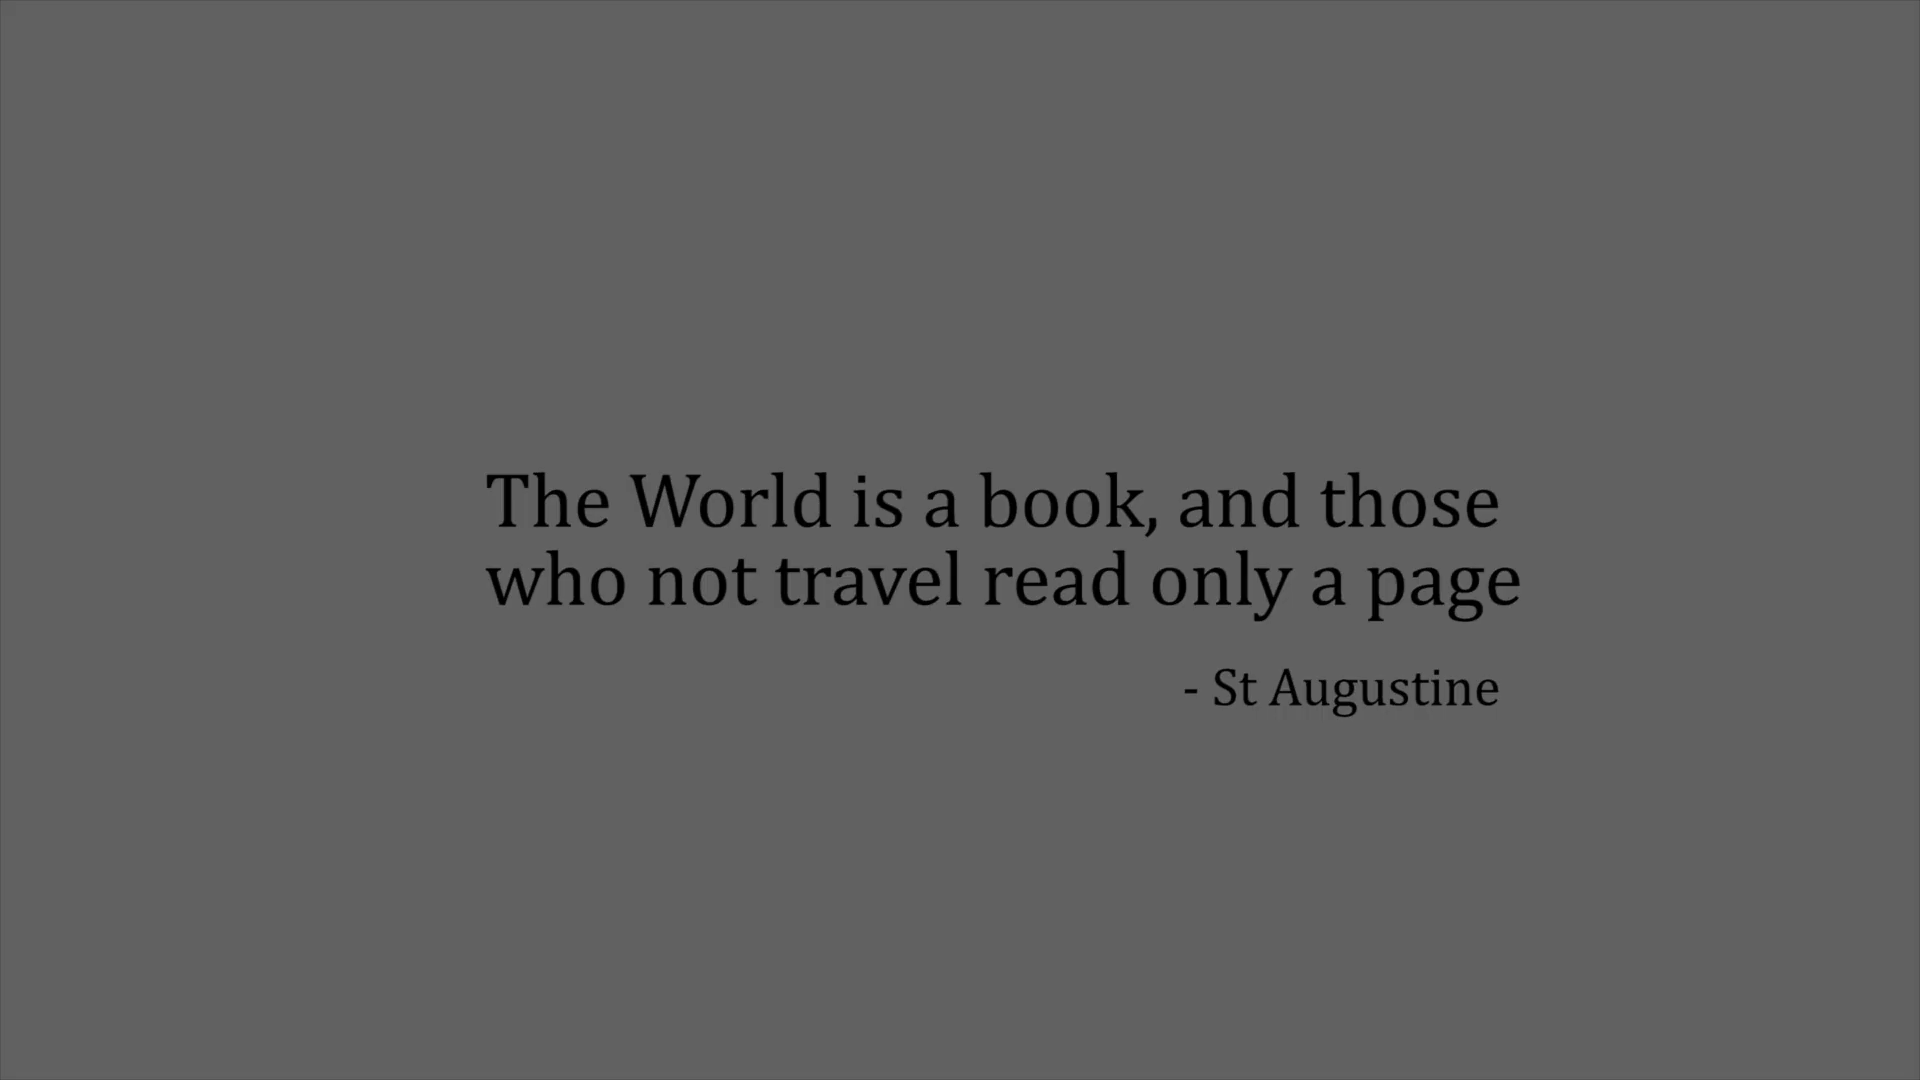 The World is a book, and those
who not travel read only a page
- St Augustine